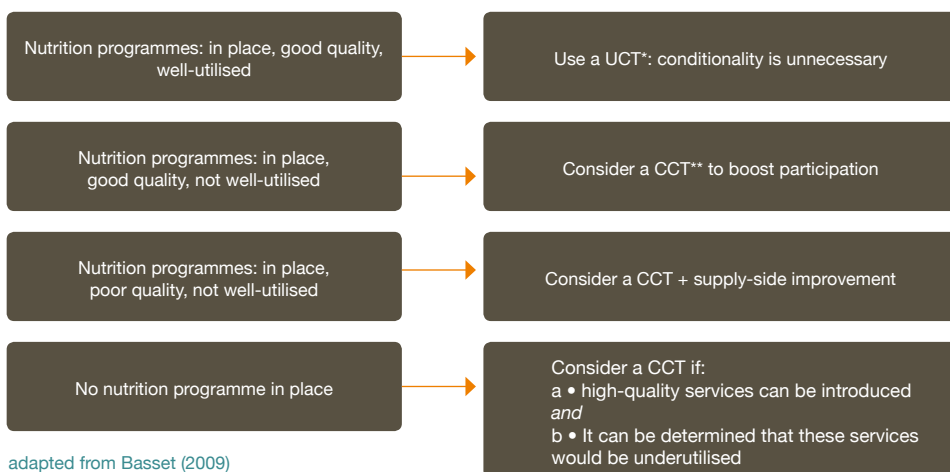 Nutrition programmes: in place, good quality,
well-utilised
Use a UCT*: conditionality is unnecessary
Nutrition programmes: in place,
good quality, not well-utilised
Consider a CCT** to boost participation
Nutrition programmes: in place,
poor quality, not well-utilised
Consider a CCT + supply-side improvement
No nutrition programme in place
Consider a CCT if:
a • high-quality services can be introduced
and
b • It can be determined that these services
would be underutilised
adapted from Basset (2009)